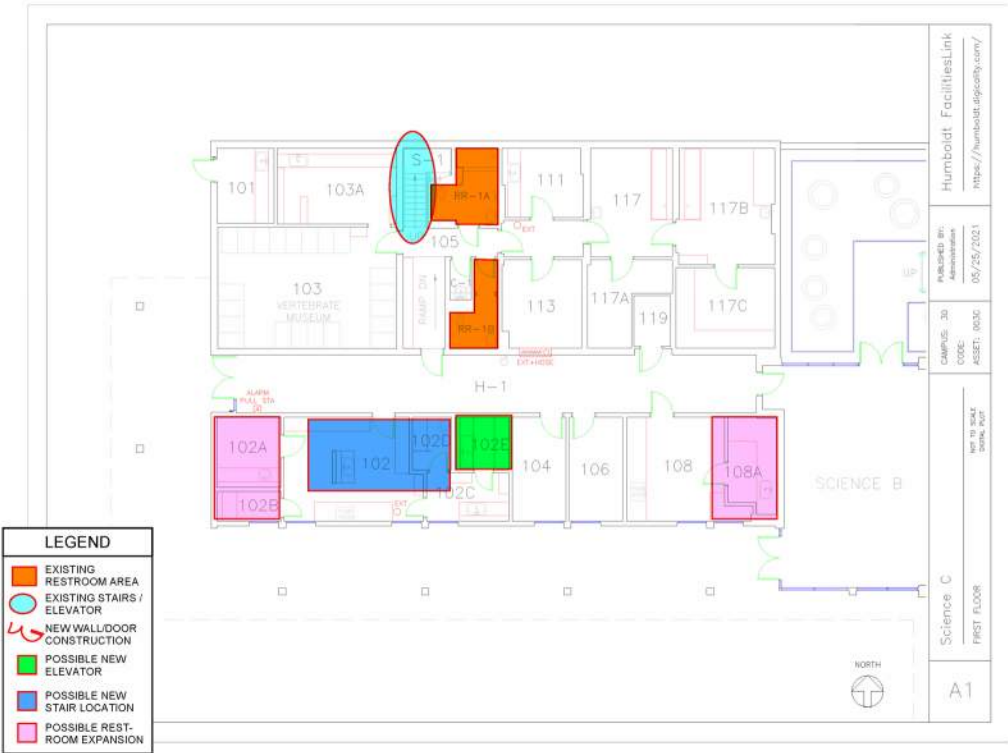 101
103A
S-1
RR-1A
111
117
117B
EXT
105
103
VERTEBRATE
MUSEUM
RAMP DN
C-1
RR-1B
113
117A
119
117C
UP
EXT+HOSE
H-1
ALARM
PULL STA
102A
102B
102
102D
102E
102C
EXT
104
106
108
108A
SCIENCE B
LEGEND
EXISTING
RESTROOM AREA
EXISTING STAIRS /
ELEVATOR
NEW WALL/DOOR
CONSTRUCTION
POSSIBLE NEW
ELEVATOR
POSSIBLE NEW
STAIR LOCATION
POSSIBLE REST-
ROOM EXPANSION
NORTH
Humboldt FacilitiesLink
https://humboldt.digicality.com/
PUBLISHED BY:
Administration
05/25/2021
CAMPUS: 30
CODE:
ASSET: 003C
NOT TO SCALE
DIGITAL PLOT
Science C
FIRST FLOOR
A1